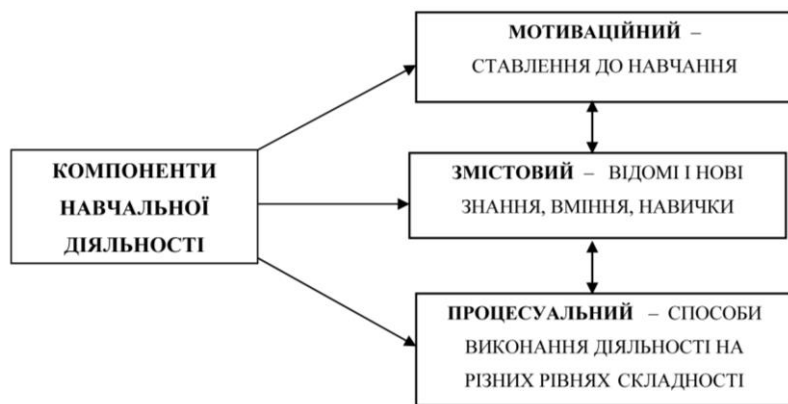 КОМПОНЕНТИ
НАВЧАЛЬНОЇ
ДІЯЛЬНОСТІ
МОТИВАЦІЙНИЙ –
СТАВЛЕННЯ ДО НАВЧАННЯ
ЗМІСТОВИЙ – ВІДОМІ І НОВІ
ЗНАННЯ, ВМІННЯ, НАВИЧКИ
ПРОЦЕСУАЛЬНИЙ – СПОСОБИ
ВИКОНАННЯ ДІЯЛЬНОСТІ НА
РІЗНИХ РІВНЯХ СКЛАДНОСТІ